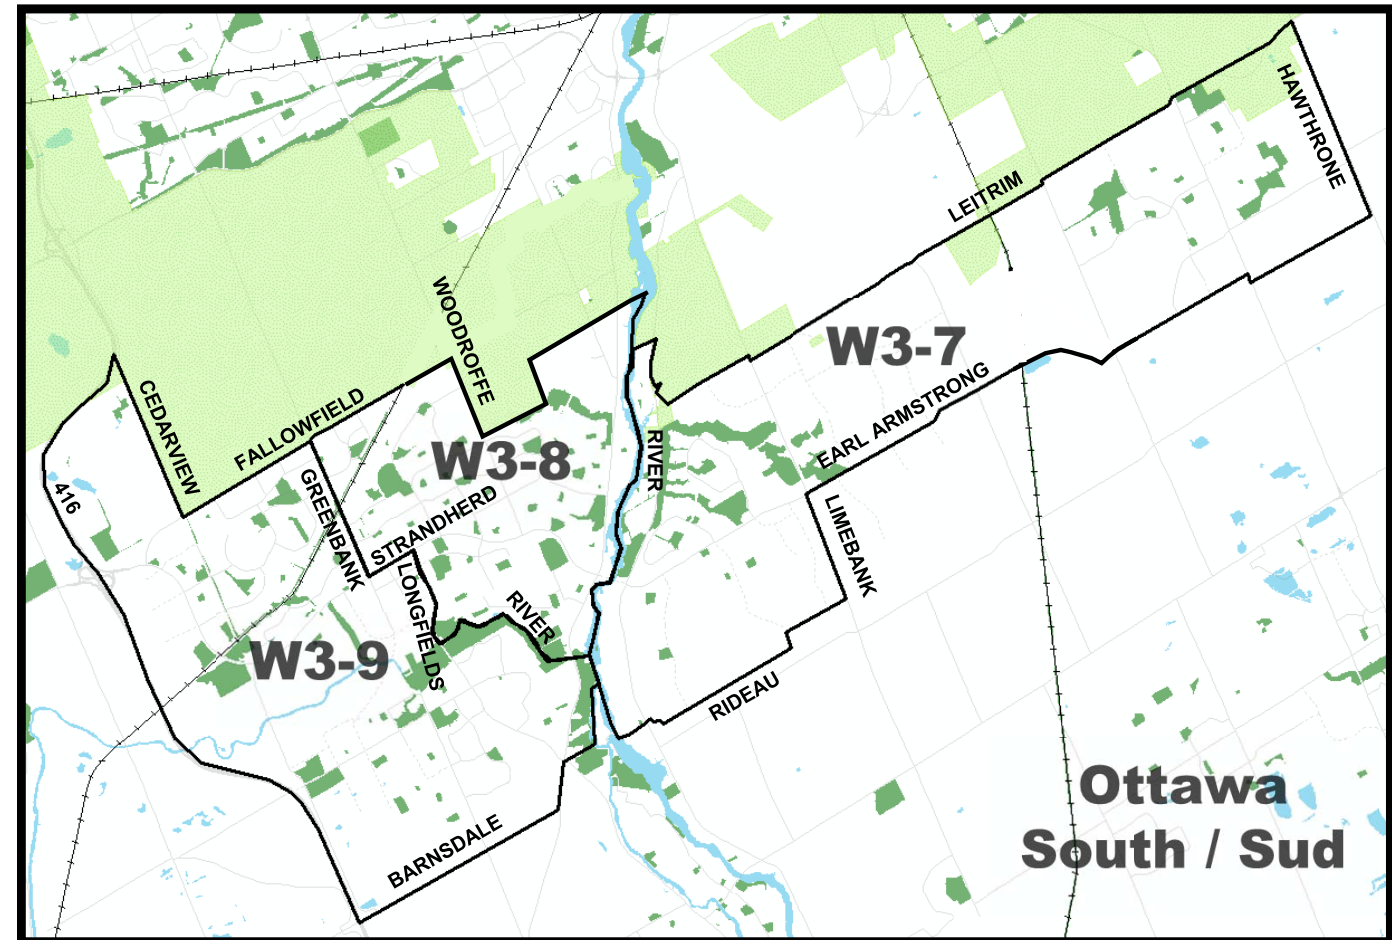 HAWTHRONE
LEITRIM
WOODROFFE
W3-7
CEDARVIEW
FALLOWFIELD
EARL ARMSTRONG
W3-8
RIVER
416
GREENBANK
STRANDHERD
LIMEBANK
LONGFIELDS
RIVER
W3-9
RIDEAU
Ottawa
South / Sud
BARNSDALE